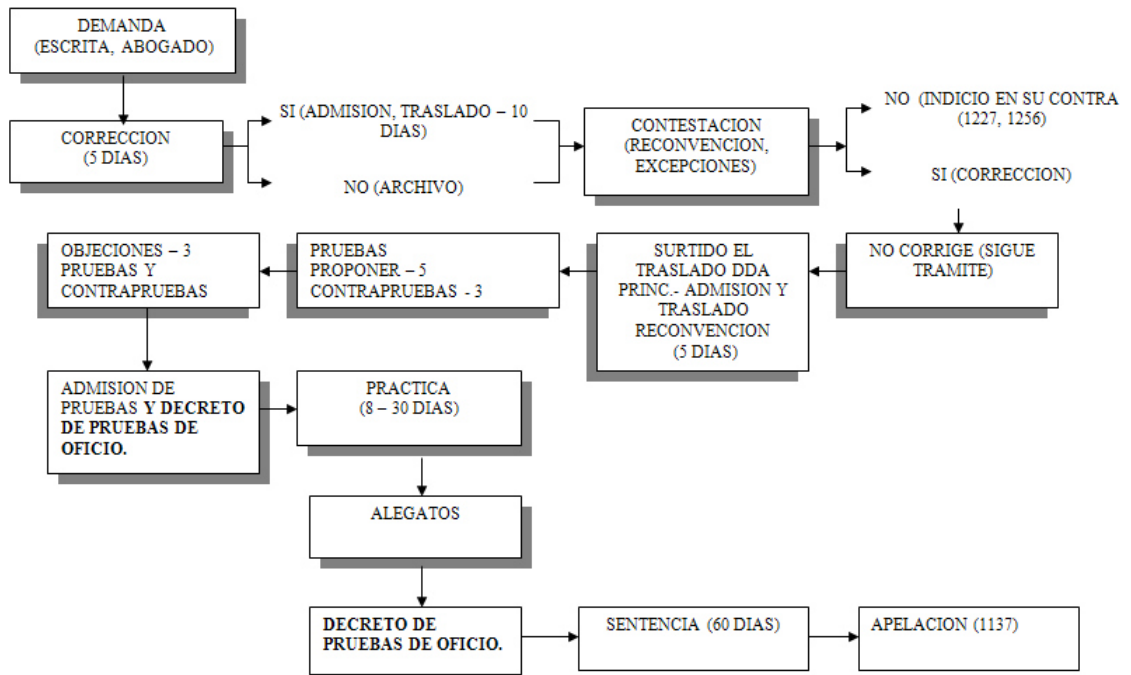 DEMANDA
(ESCRITA, ABOGADO)
CORRECCION
(5 DIAS)
SI (ADMISION, TRASLADO – 10
DIAS)
NO (ARCHIVO)
CONTESTACION
(RECONVENCION,
EXCEPCIONES)
NO (INDICIO EN SU CONTRA
(1227, 1256)
SI (CORRECCION)
NO CORRIGE (SIGUE
TRAMITE)
SURTIDO EL
TRASLADO DDA
PRINC.- ADMISION Y
TRASLADO
RECONVENCION
(5 DIAS)
PRUEBAS
PROPONER – 5
CONTRAPRUEBAS - 3
OBJECIONES – 3
PRUEBAS Y
CONTRAPRUEBAS
ADMISION DE
PRUEBAS Y DECRETO
DE PRUEBAS DE
OFICIO.
PRACTICA
(8 – 30 DIAS)
ALEGATOS
DECRETO DE
PRUEBAS DE OFICIO.
SENTENCIA (60 DIAS)
APELACION (1137)